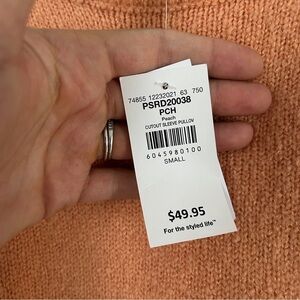 74855 12232021 63 750
PSRD20038
PCH
Peach
CUTOUT SLEEVE PULLOV
6045980100
SMALL
$49.95
For the styled life™